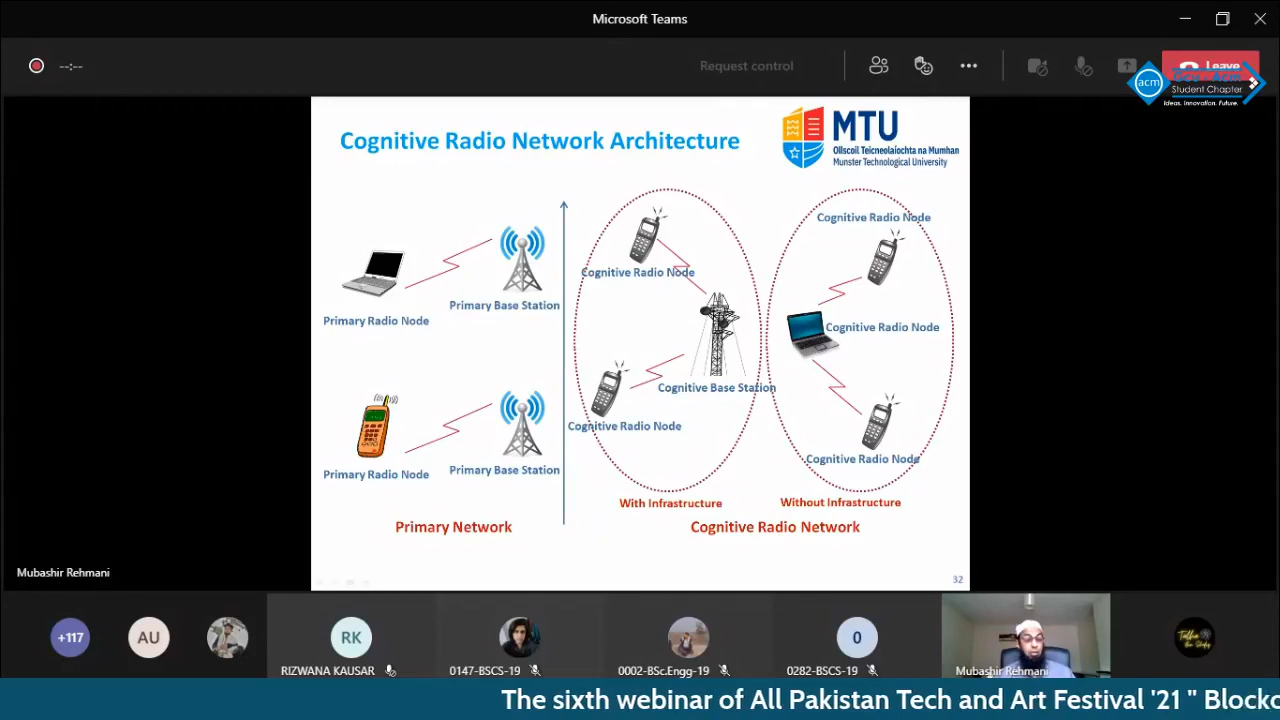 Microsoft Teams
--:--
Request control
Leave
acm
Student Chapter
Ideas. Innovation. Future.
Cognitive Radio Network Architecture
MTU
Ollscoil Teicneolaíochta na Mumhan
Munster Technological University
Cognitive Radio Node
Cognitive Radio Node
Primary Base Station
Primary Radio Node
Cognitive Radio Node
Cognitive Base Station
Cognitive Radio Node
Cognitive Radio Node
Primary Base Station
Primary Radio Node
With Infrastructure
Without Infrastructure
Primary Network
Cognitive Radio Network
32
Mubashir Rehmani
+117
AU
RK
0
RIZWANA KAUSAR
0147-BSCS-19
0002-BSc.Engg-19
0282-BSCS-19
Mubashir Rehmani
The sixth webinar of All Pakistan Tech and Art Festival '21 " Blockc